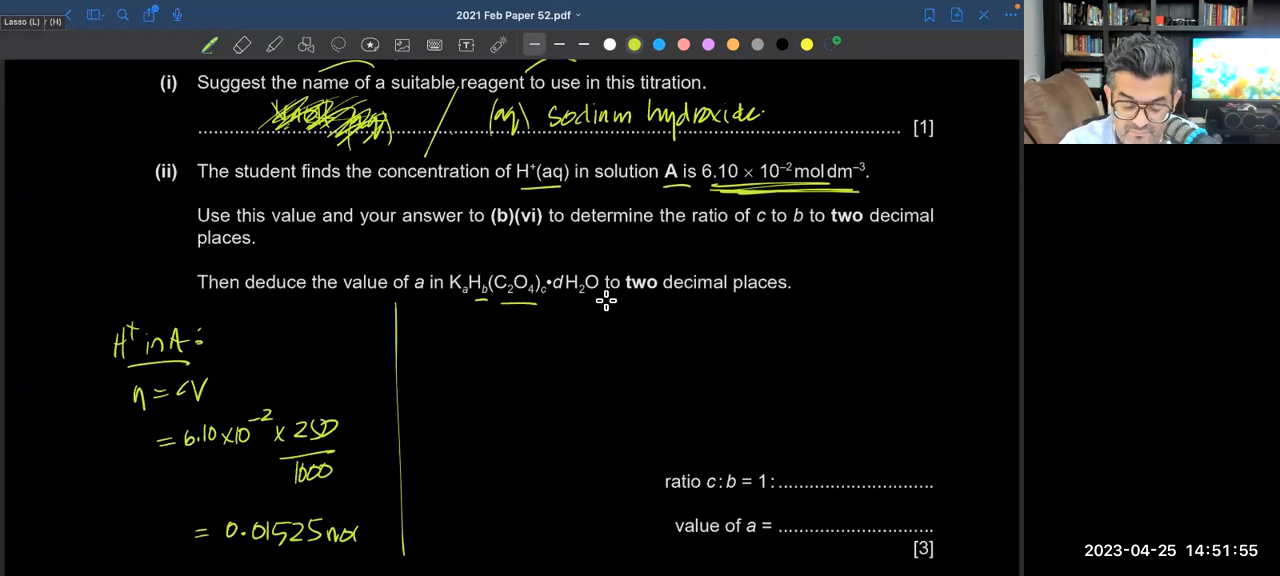 2021 Feb Paper 52.pdf
Lasso (L)
(H)
(i) Suggest the name of a suitable reagent to use in this titration.
(aq) sodium hydroxide.
[1]
(ii) The student finds the concentration of H⁺(aq) in solution A is 6.10 × 10⁻² mol dm⁻³.
Use this value and your answer to (b)(vi) to determine the ratio of c to b to two decimal
places.
Then deduce the value of a in KₐH_b(C₂O₄)_c•dH₂O to two decimal places.
H⁺ in A:
n = cV
= 6.10 × 10⁻² × 250
1000
= 0.01525 mol
ratio c : b = 1 : ................................
value of a = ................................
[3]
2023-04-25 14:51:55